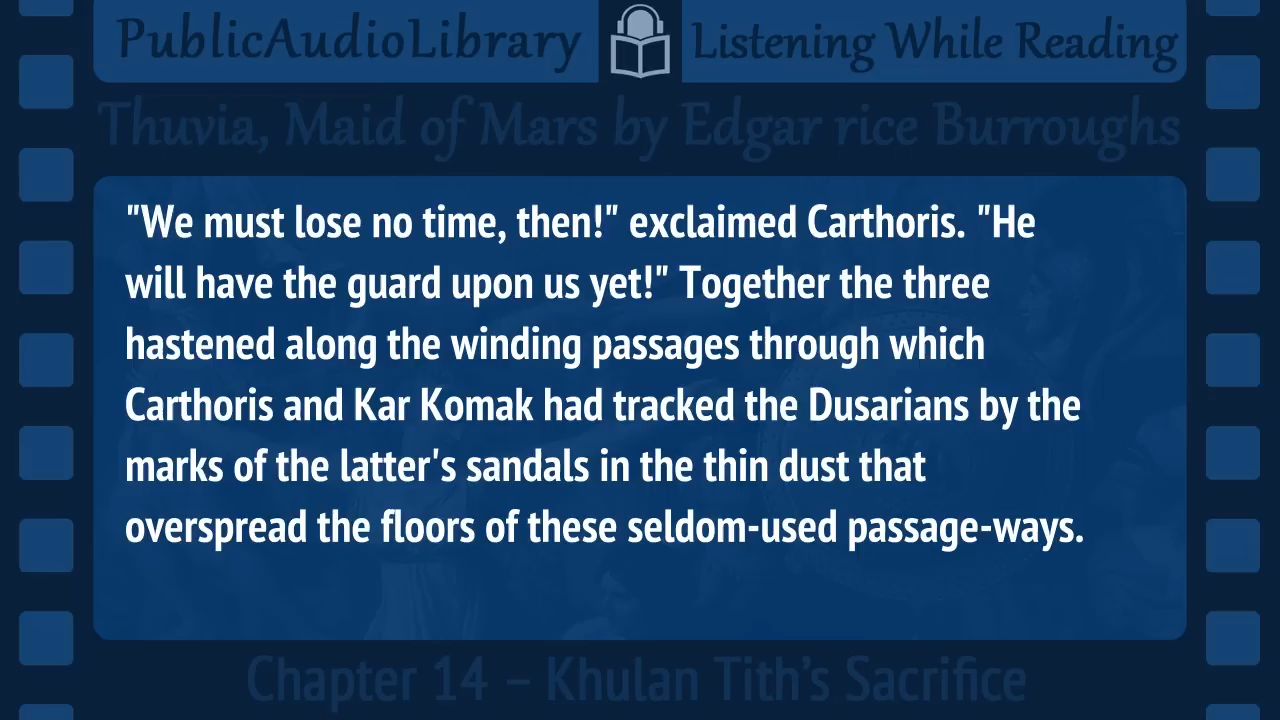 PublicAudioLibrary
Listening While Reading
Thuvia, Maid of Mars by Edgar rice Burroughs
"We must lose no time, then!" exclaimed Carthoris. "He
will have the guard upon us yet!" Together the three
hastened along the winding passages through which
Carthoris and Kar Komak had tracked the Dusarians by the
marks of the latter's sandals in the thin dust that
overspread the floors of these seldom-used passage-ways.
Chapter 14 – Khulan Tith’s Sacrifice